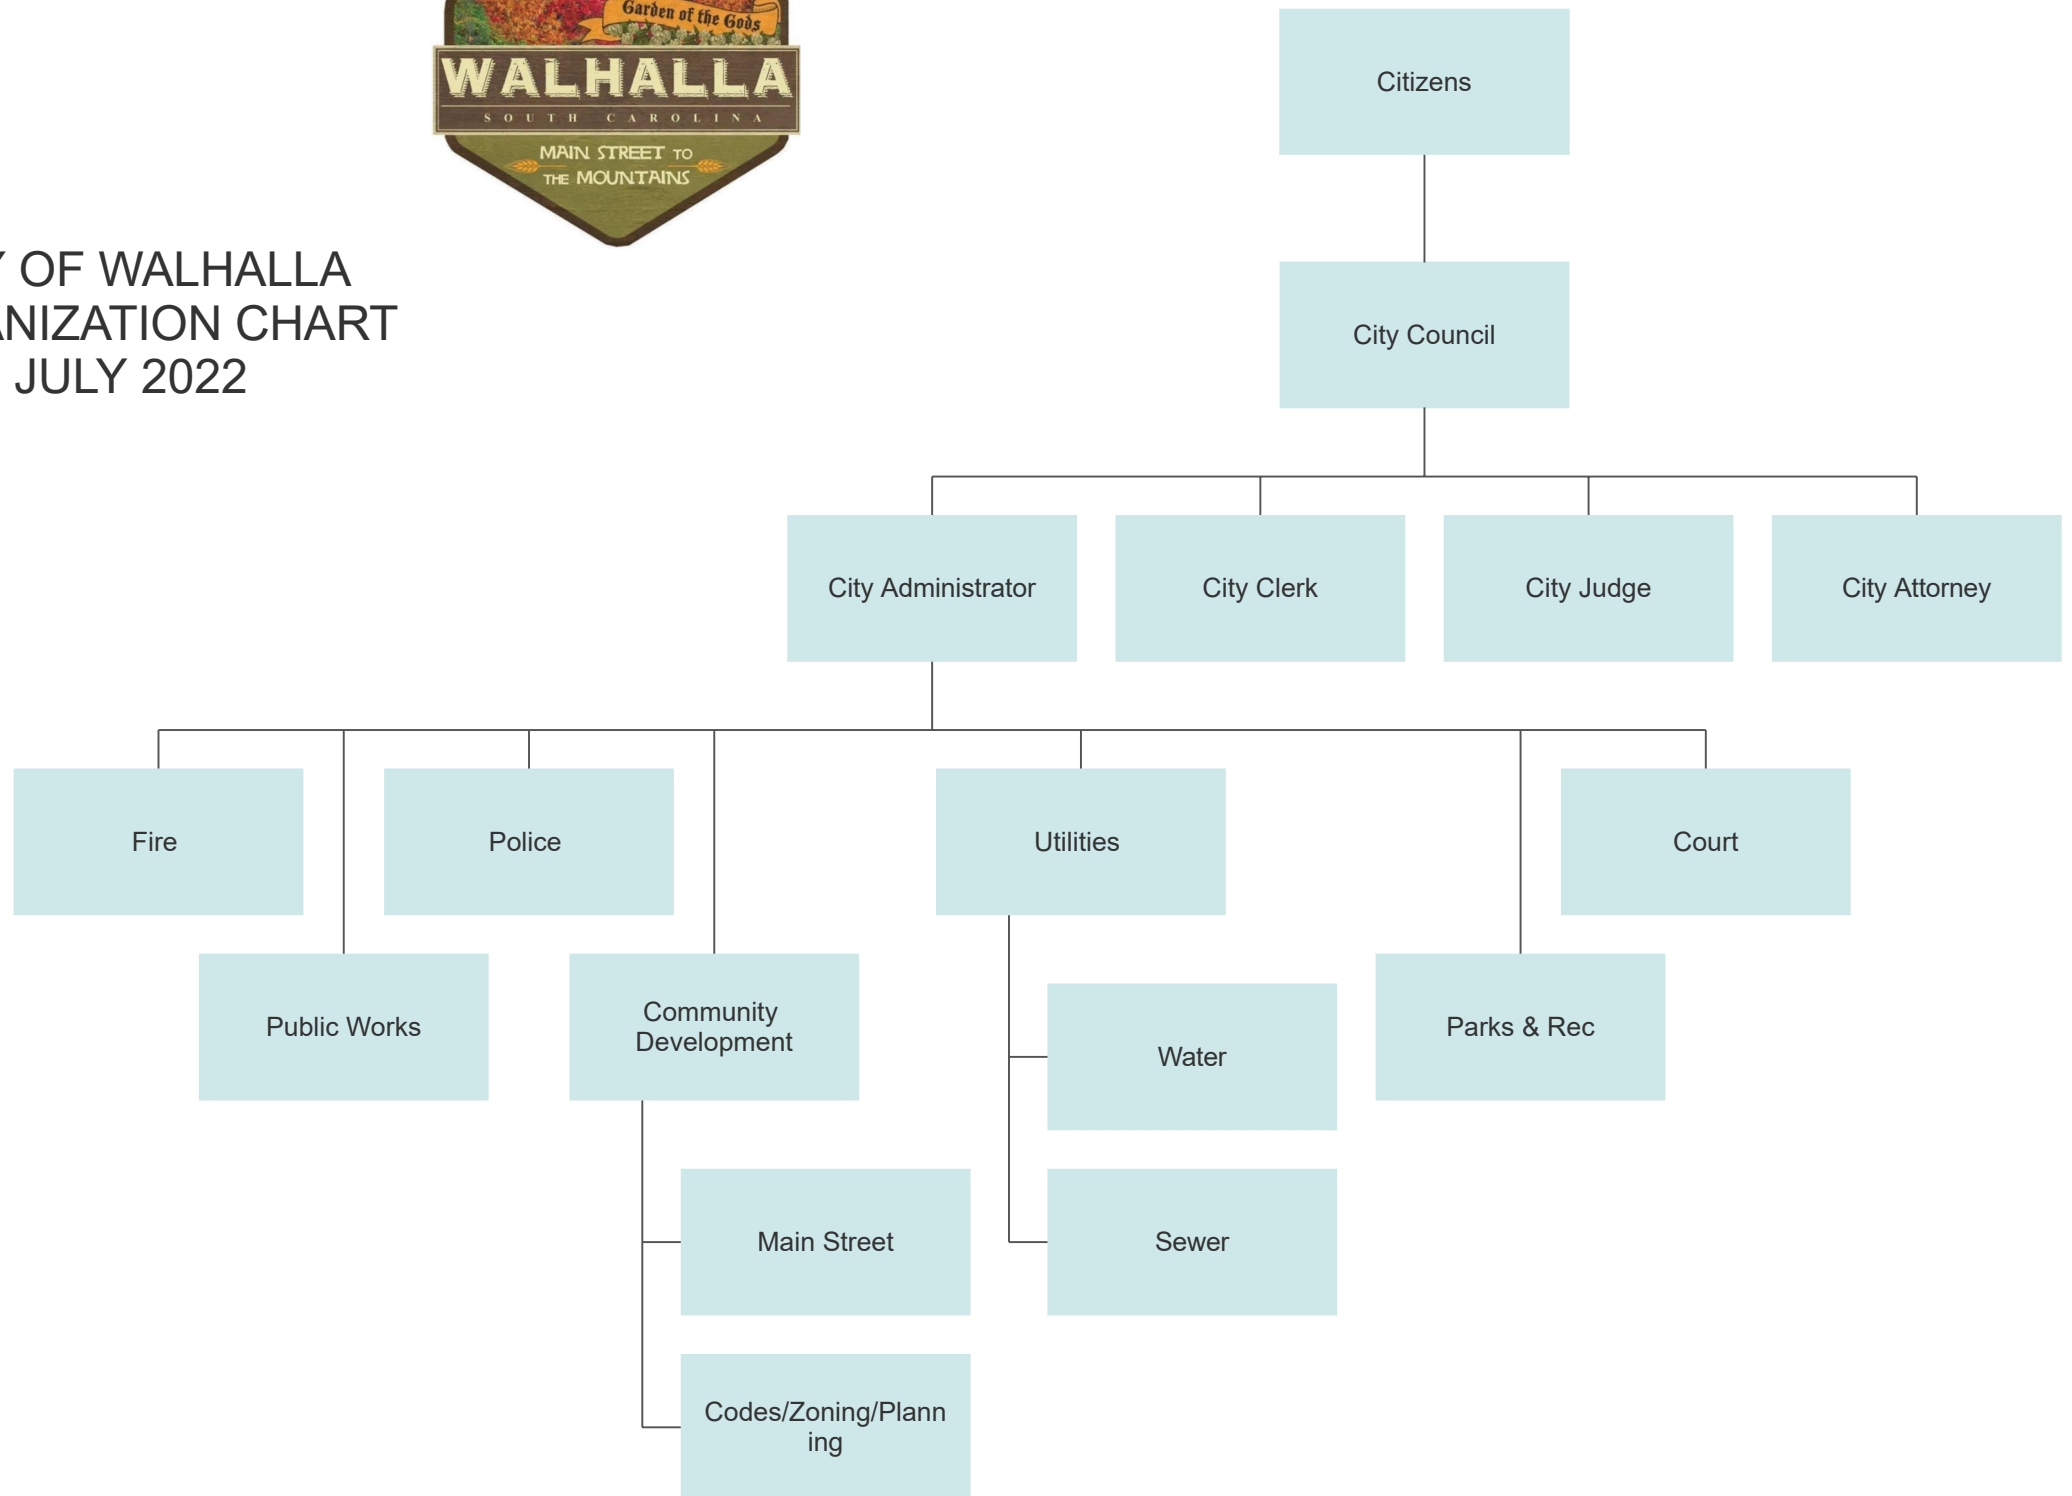 Garden of the Gods
WALHALLA
SOUTH CAROLINA
MAIN STREET TO
THE MOUNTAINS
Y OF WALHALLA
ANIZATION CHART
JULY 2022
Citizens
City Council
City Administrator
City Clerk
City Judge
City Attorney
Fire
Police
Utilities
Court
Public Works
Community
Development
Water
Parks & Rec
Main Street
Sewer
Codes/Zoning/Plann
ing